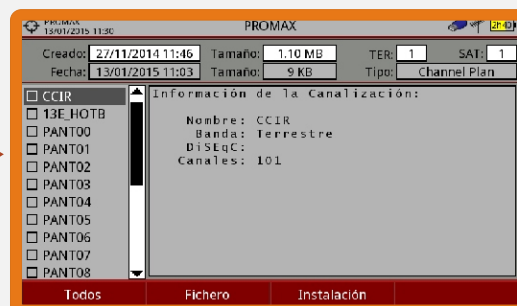 PROMAX
13/01/2015 11:30 PROMAX 2H40
Creado: 27/11/2014 11:46 Tamaño: 1.10 MB TER: 1 SAT: 1
Fecha: 13/01/2015 11:03 Tamaño: 9 KB Tipo: Channel Plan
CCIR
13E_HOTB
PANT00
PANT01
PANT02
PANT03
PANT04
PANT05
PANT06
PANT07
PANT08
Información de la Canalización:
Nombre: CCIR
Banda: Terrestre
DiSEqC:
Canales: 101
Todos Fichero Instalación